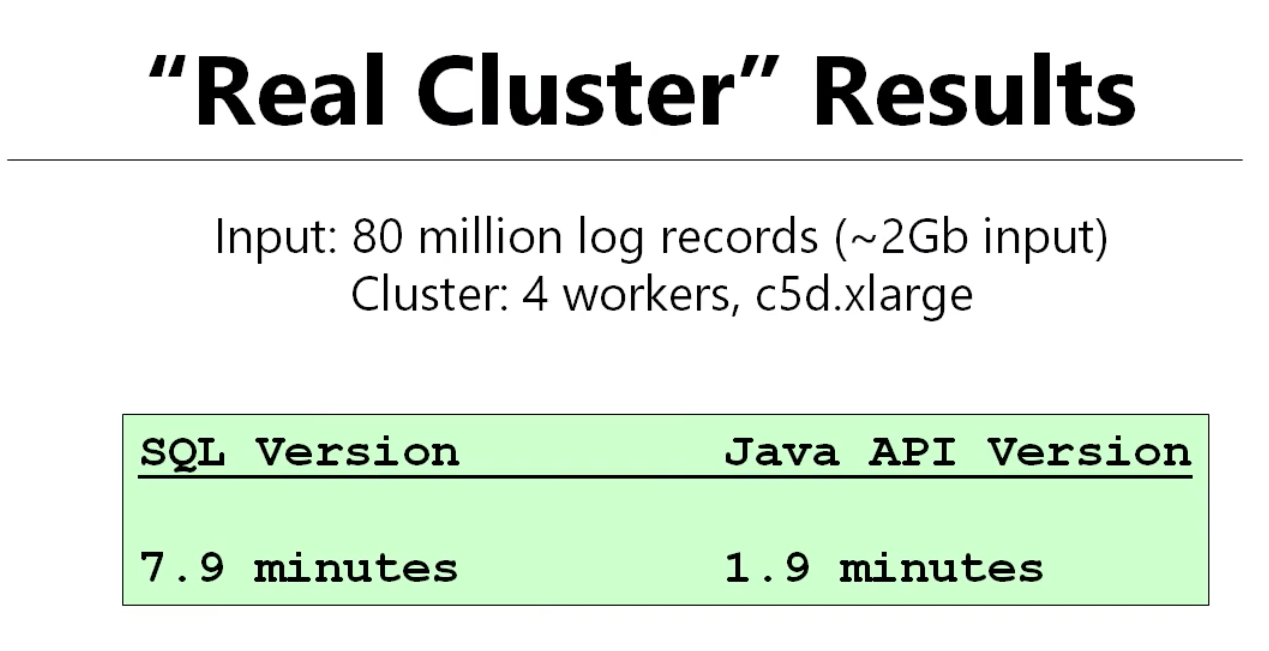 “Real Cluster” Results
Input: 80 million log records (~2Gb input)
Cluster: 4 workers, c5d.xlarge
SQL Version Java API Version
7.9 minutes 1.9 minutes